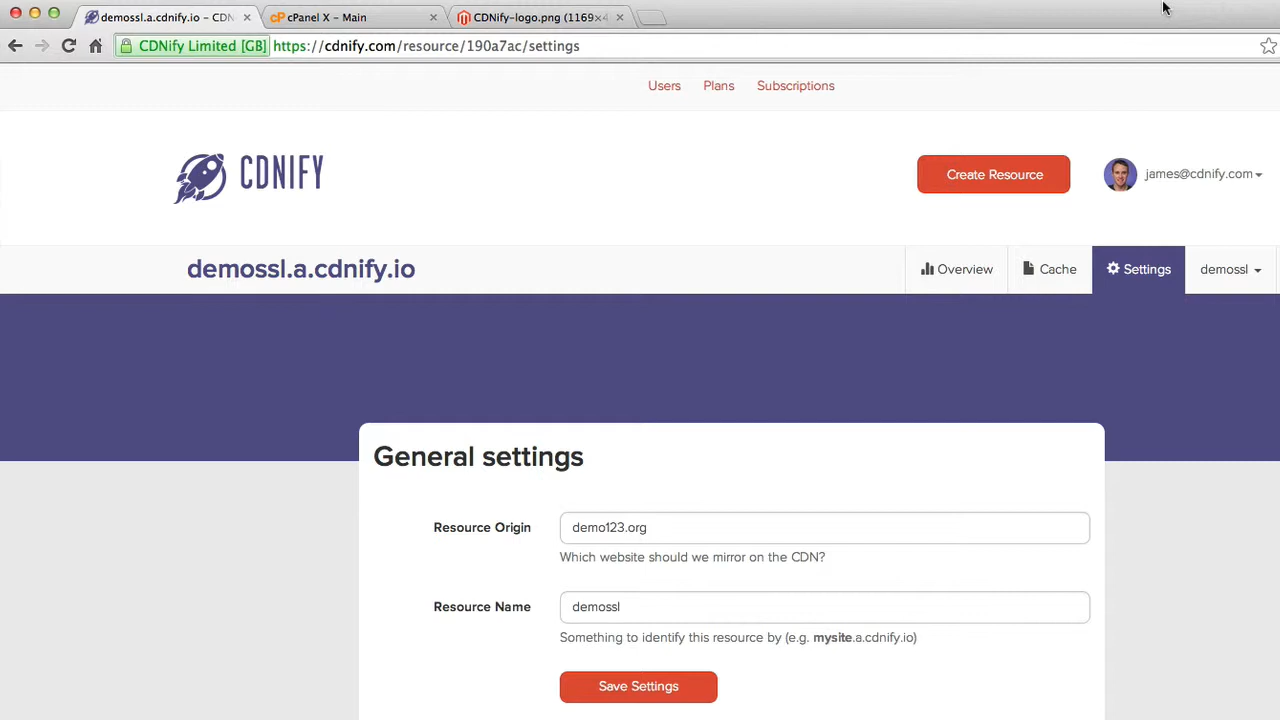 demossl.a.cdnify.io – CDN
cPanel X – Main
CDNify-logo.png (1169×4
CDNify Limited [GB] https://cdnify.com/resource/190a7ac/settings
Users Plans Subscriptions
CDNIFY
Create Resource
james@cdnify.com
demossl.a.cdnify.io
Overview
Cache
Settings
demossl
General settings
Resource Origin demo123.org
Which website should we mirror on the CDN?
Resource Name demossl
Something to identify this resource by (e.g. mysite.a.cdnify.io)
Save Settings